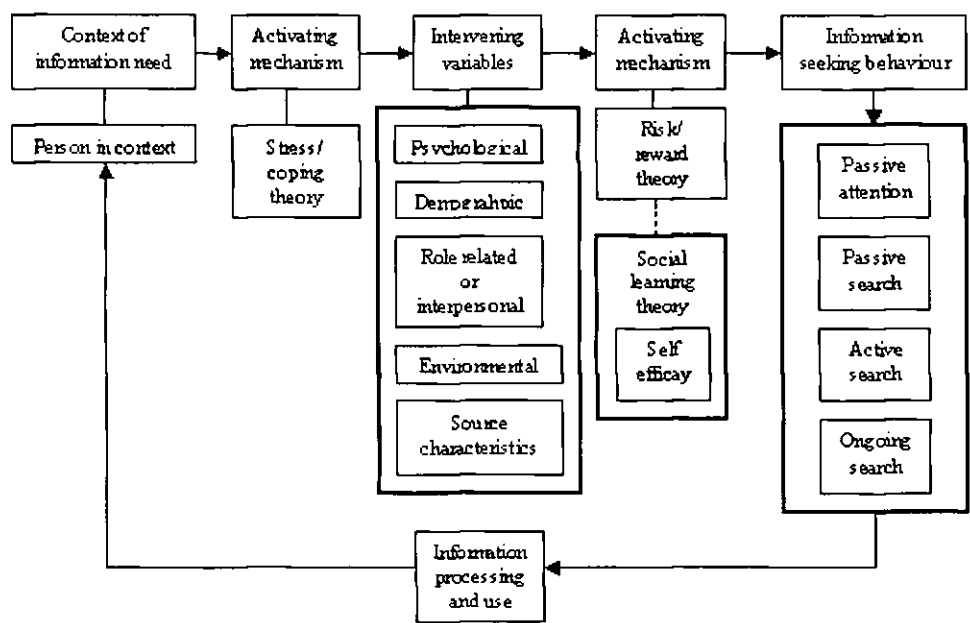 Context of
information need
Activating
mechanism
Intervening
variables
Activating
mechanism
Information
seeking behaviour
Person in context
Stress/
coping
theory
Psychological
Demograhtic
Role related
or
interpersonal
Environmental
Source
characteristics
Risk/
reward
theory
Social
learning
theory
Self
efficay
Passive
attention
Passive
search
Active
search
Ongoing
search
Information
processing
and use